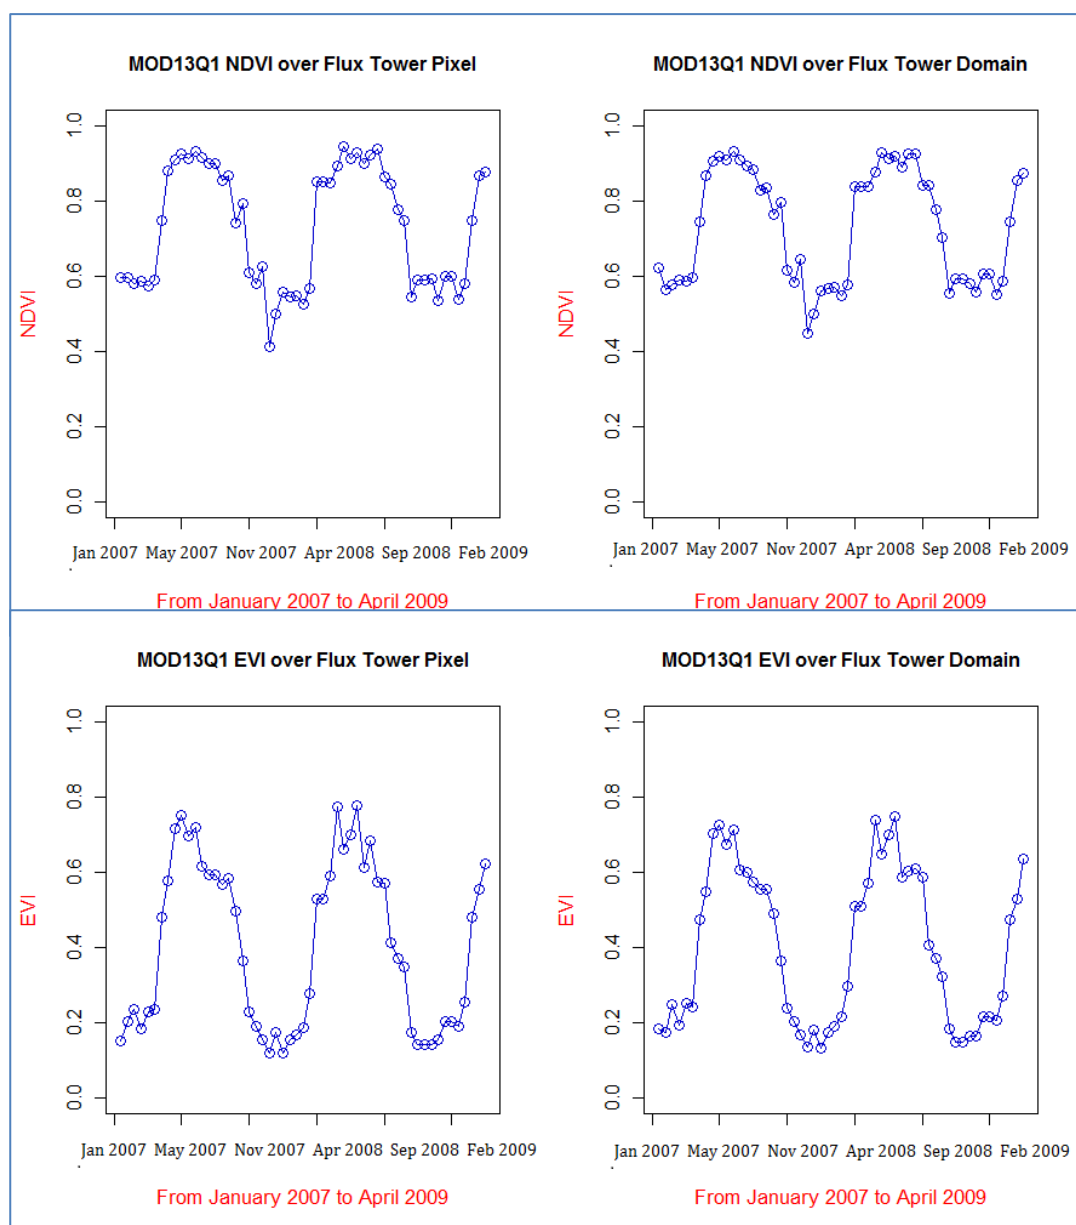 MOD13Q1 NDVI over Flux Tower Pixel
NDVI
1.0
0.8
0.6
0.4
0.2
0.0
Jan 2007 May 2007 Nov 2007 Apr 2008 Sep 2008 Feb 2009
From January 2007 to April 2009
MOD13Q1 NDVI over Flux Tower Domain
NDVI
1.0
0.8
0.6
0.4
0.2
0.0
Jan 2007 May 2007 Nov 2007 Apr 2008 Sep 2008 Feb 2009
From January 2007 to April 2009
MOD13Q1 EVI over Flux Tower Pixel
EVI
1.0
0.8
0.6
0.4
0.2
0.0
Jan 2007 May 2007 Nov 2007 Apr 2008 Sep 2008 Feb 2009
From January 2007 to April 2009
MOD13Q1 EVI over Flux Tower Domain
EVI
1.0
0.8
0.6
0.4
0.2
0.0
Jan 2007 May 2007 Nov 2007 Apr 2008 Sep 2008 Feb 2009
From January 2007 to April 2009